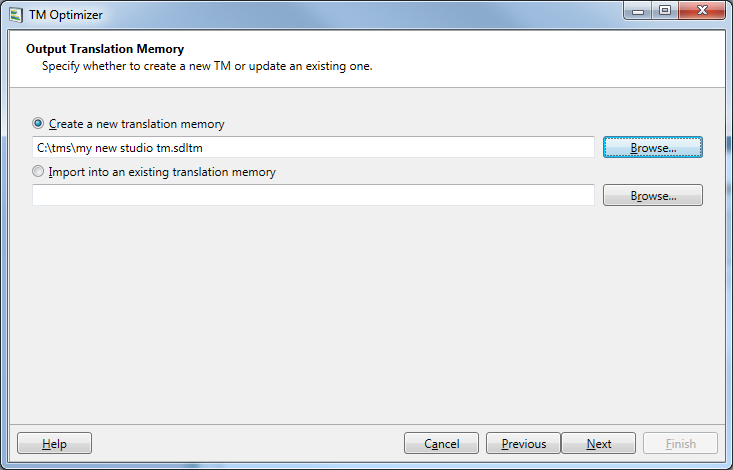 TM Optimizer
Output Translation Memory
Specify whether to create a new TM or update an existing one.
Create a new translation memory
C:\tms\my new studio tm.sdltm
Browse...
Import into an existing translation memory
Browse...
Help
Cancel
Previous
Next
Finish